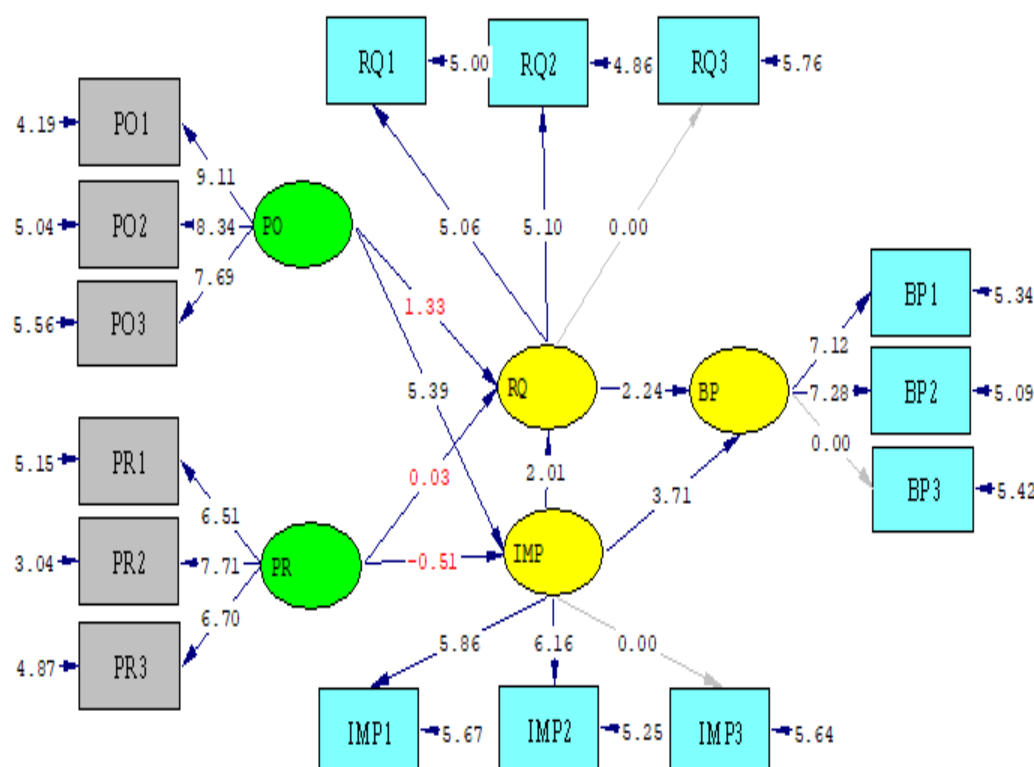 RQ1
5.00
RQ2
4.86
RQ3
5.76
4.19
PO1
9.11
5.04
PO2
8.34
PO
7.69
5.56
PO3
5.06
5.10
0.00
1.33
5.39
RQ
2.24
BP
7.12
BP1
5.34
7.28
BP2
5.09
0.00
BP3
5.42
5.15
PR1
6.51
0.03
2.01
3.71
3.04
PR2
7.71
PR
-0.51
IMP
6.70
4.87
PR3
5.86
6.16
0.00
IMP1
5.67
IMP2
5.25
IMP3
5.64